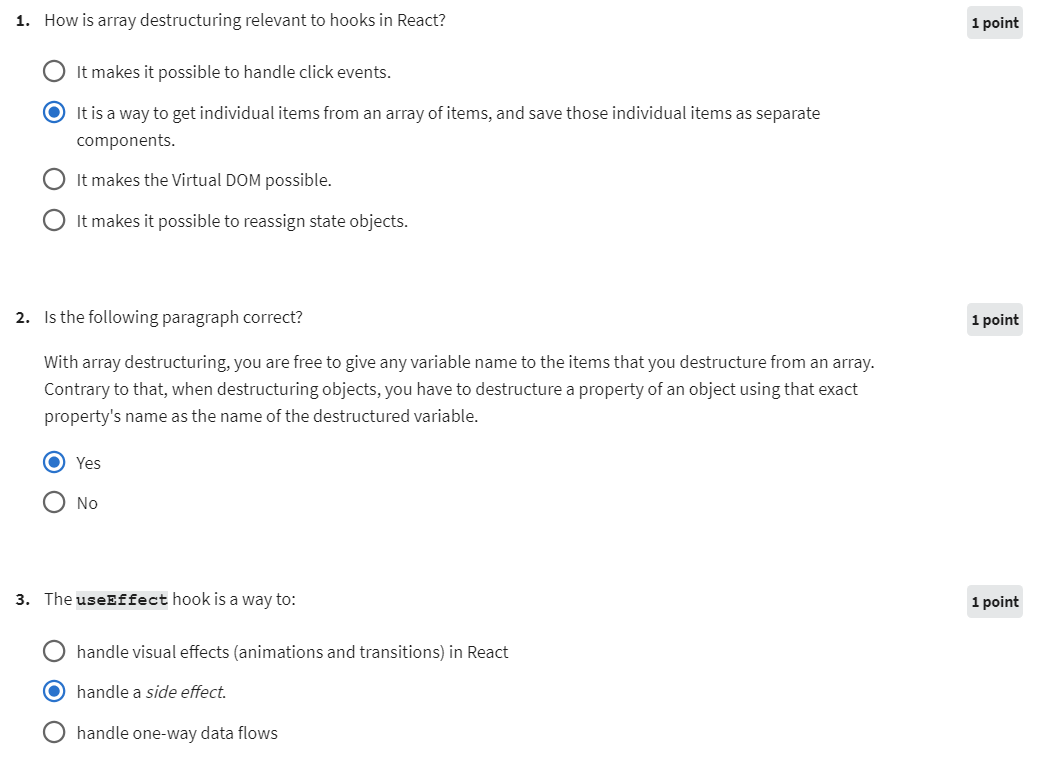 1. How is array destructuring relevant to hooks in React? 1 point
It makes it possible to handle click events.
It is a way to get individual items from an array of items, and save those individual items as separate
components.
It makes the Virtual DOM possible.
It makes it possible to reassign state objects.
2. Is the following paragraph correct? 1 point
With array destructuring, you are free to give any variable name to the items that you destructure from an array.
Contrary to that, when destructuring objects, you have to destructure a property of an object using that exact
property's name as the name of the destructured variable.
Yes
No
3. The useEffect hook is a way to: 1 point
handle visual effects (animations and transitions) in React
handle a side effect.
handle one-way data flows